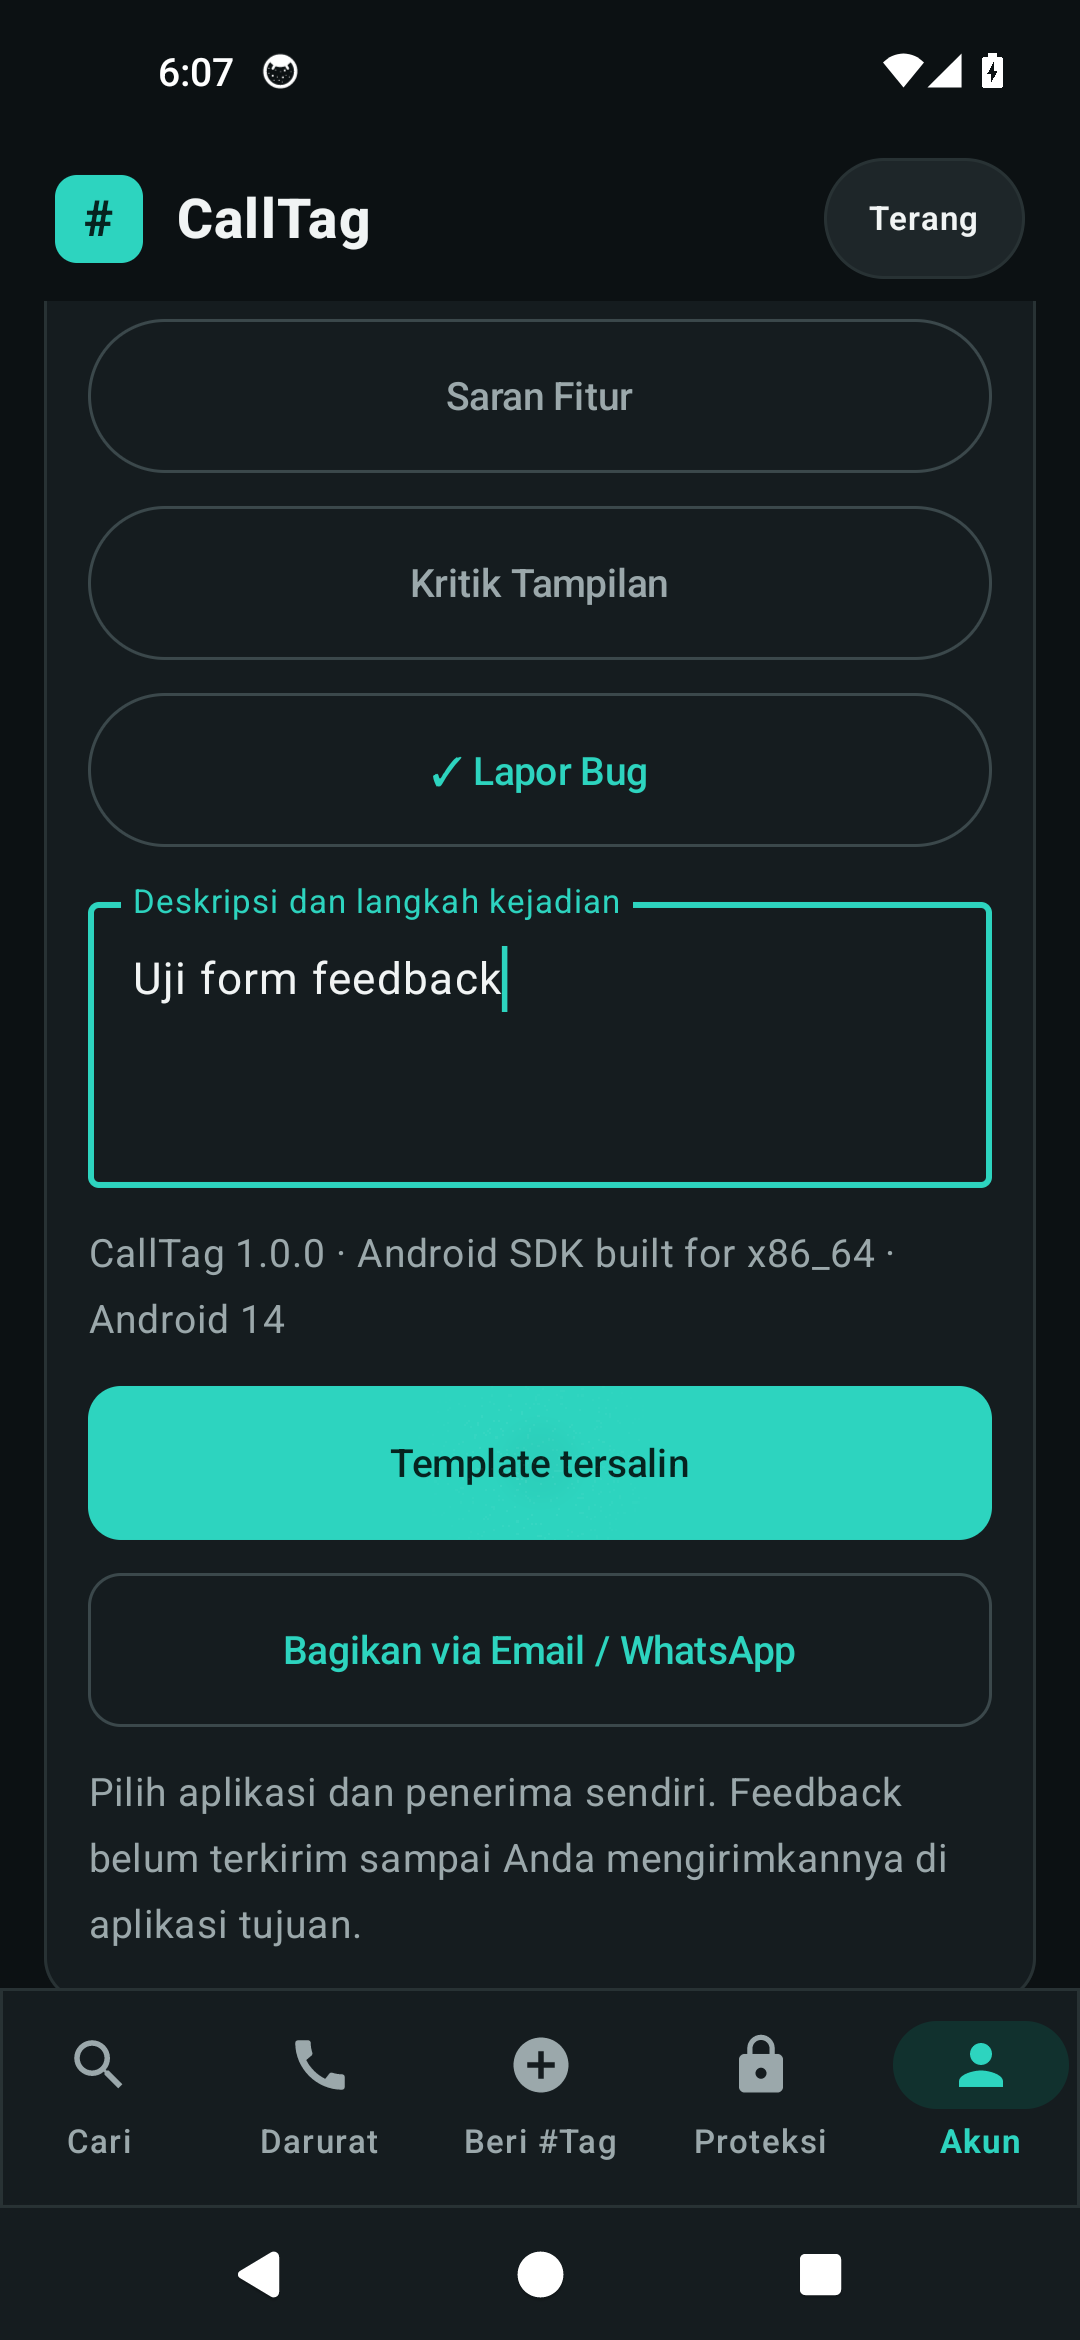 6:07
# CallTag
Terang
Saran Fitur
Kritik Tampilan
✓ Lapor Bug
Deskripsi dan langkah kejadian
Uji form feedback
CallTag 1.0.0 · Android SDK built for x86_64 ·
Android 14
Template tersalin
Bagikan via Email / WhatsApp
Pilih aplikasi dan penerima sendiri. Feedback
belum terkirim sampai Anda mengirimkannya di
aplikasi tujuan.
Cari
Darurat
Beri #Tag
Proteksi
Akun